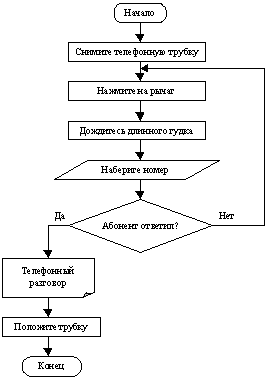 Начало
Снимите телефонную трубку
Нажмите на рычаг
Дождитесь длинного гудка
Наберите номер
Да
Нет
Абонент ответил?
Телефонный
разговор
Положите трубку
Конец